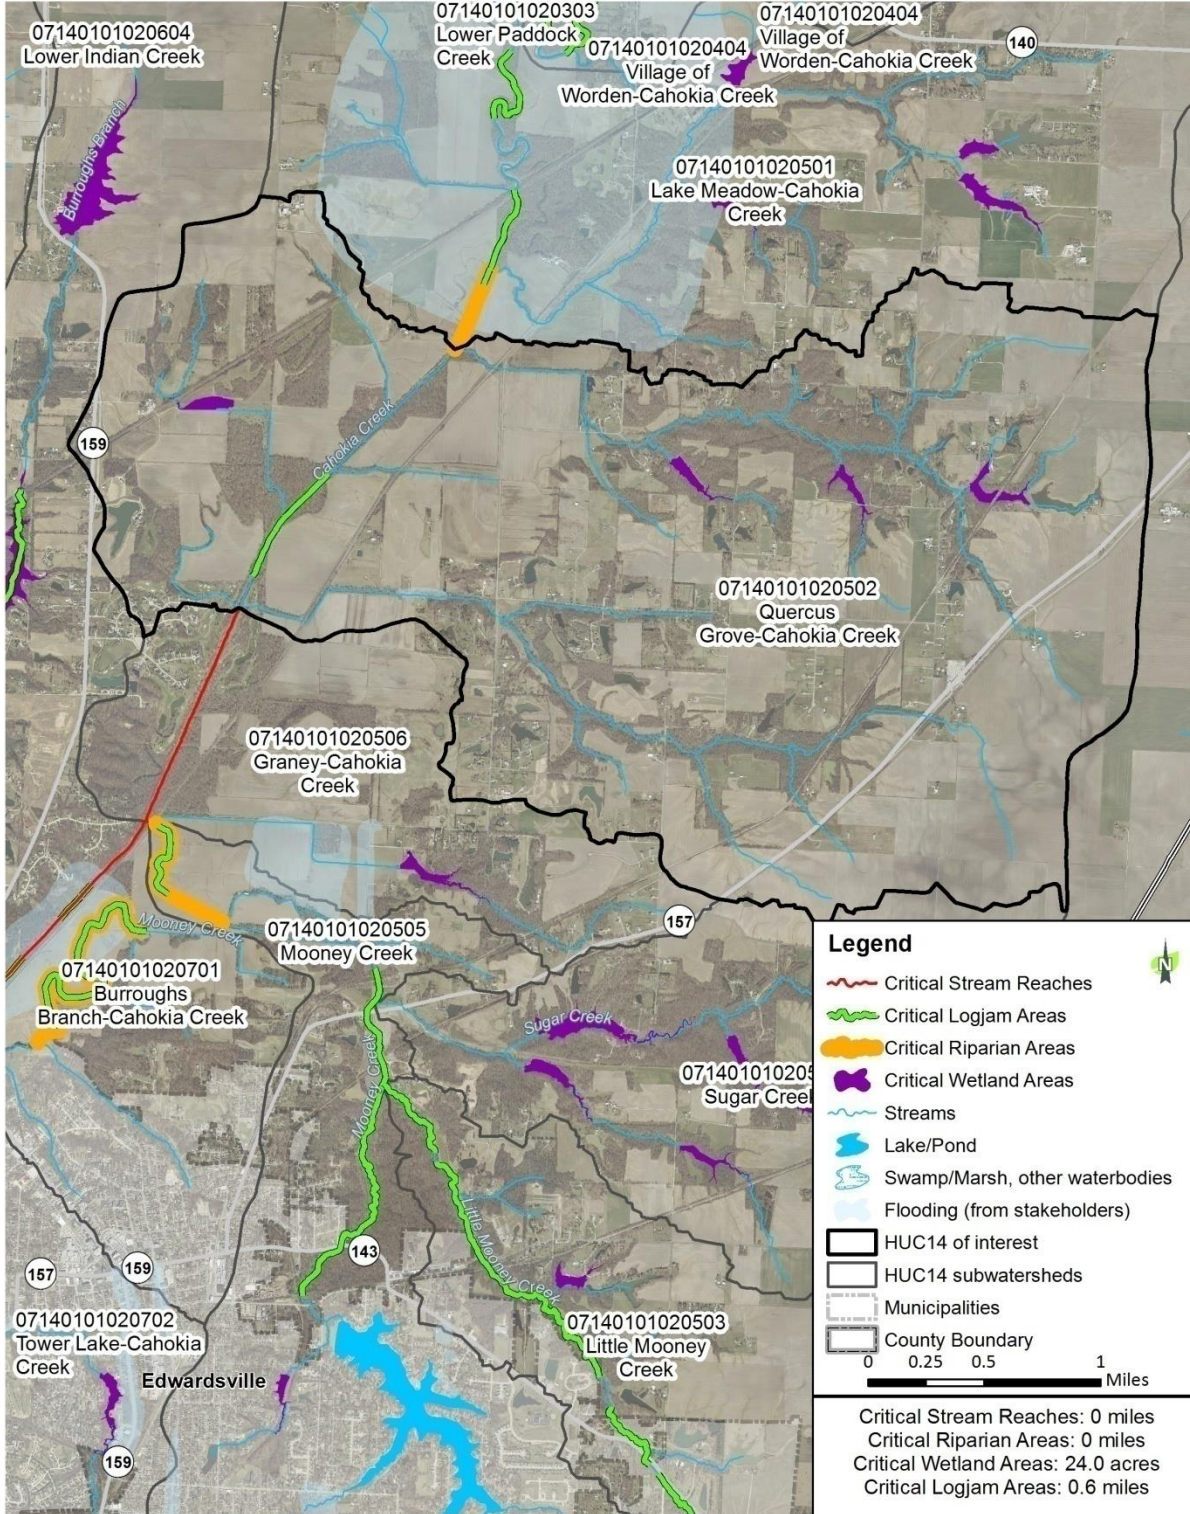 07140101020604
Lower Indian Creek
07140101020303
Lower Paddock
Creek
07140101020404
Village of
Worden-Cahokia Creek
07140101020404
Village of
Worden-Cahokia Creek
140
Burroughs Branch
07140101020501
Lake Meadow-Cahokia
Creek
159
Cahokia Creek
07140101020502
Quercus
Grove-Cahokia Creek
07140101020506
Graney-Cahokia
Creek
157
Mooney Creek
07140101020505
Mooney Creek
07140101020701
Burroughs
Branch-Cahokia Creek
Sugar Creek
071401010205
Sugar Creek
Mooney Creek
Little Mooney Creek
143
157
159
07140101020702
Tower Lake-Cahokia
Creek
07140101020503
Little Mooney
Creek
Edwardsville
159
Legend
N
Critical Stream Reaches
Critical Logjam Areas
Critical Riparian Areas
Critical Wetland Areas
Streams
Lake/Pond
Swamp/Marsh, other waterbodies
Flooding (from stakeholders)
HUC14 of interest
HUC14 subwatersheds
Municipalities
County Boundary
0 0.25 0.5 1
Miles
Critical Stream Reaches: 0 miles
Critical Riparian Areas: 0 miles
Critical Wetland Areas: 24.0 acres
Critical Logjam Areas: 0.6 miles